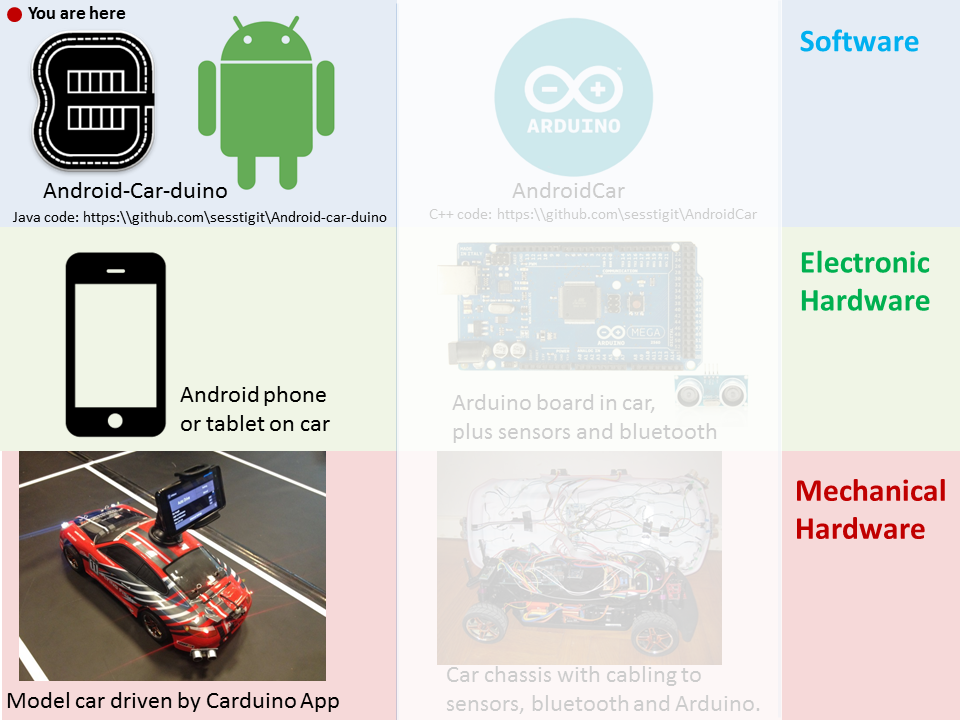 You are here
Android-Car-duino
Java code: https:\\github.com\sesstigit\Android-car-duino
ARDUINO
AndroidCar
C++ code: https:\\github.com\sesstigit\AndroidCar
Software
Android phone
or tablet on car
MEGA
ARDUINO
Arduino board in car,
plus sensors and bluetooth
Electronic
Hardware
Model car driven by Carduino App
Car chassis with cabling to
sensors, bluetooth and Arduino.
Mechanical
Hardware